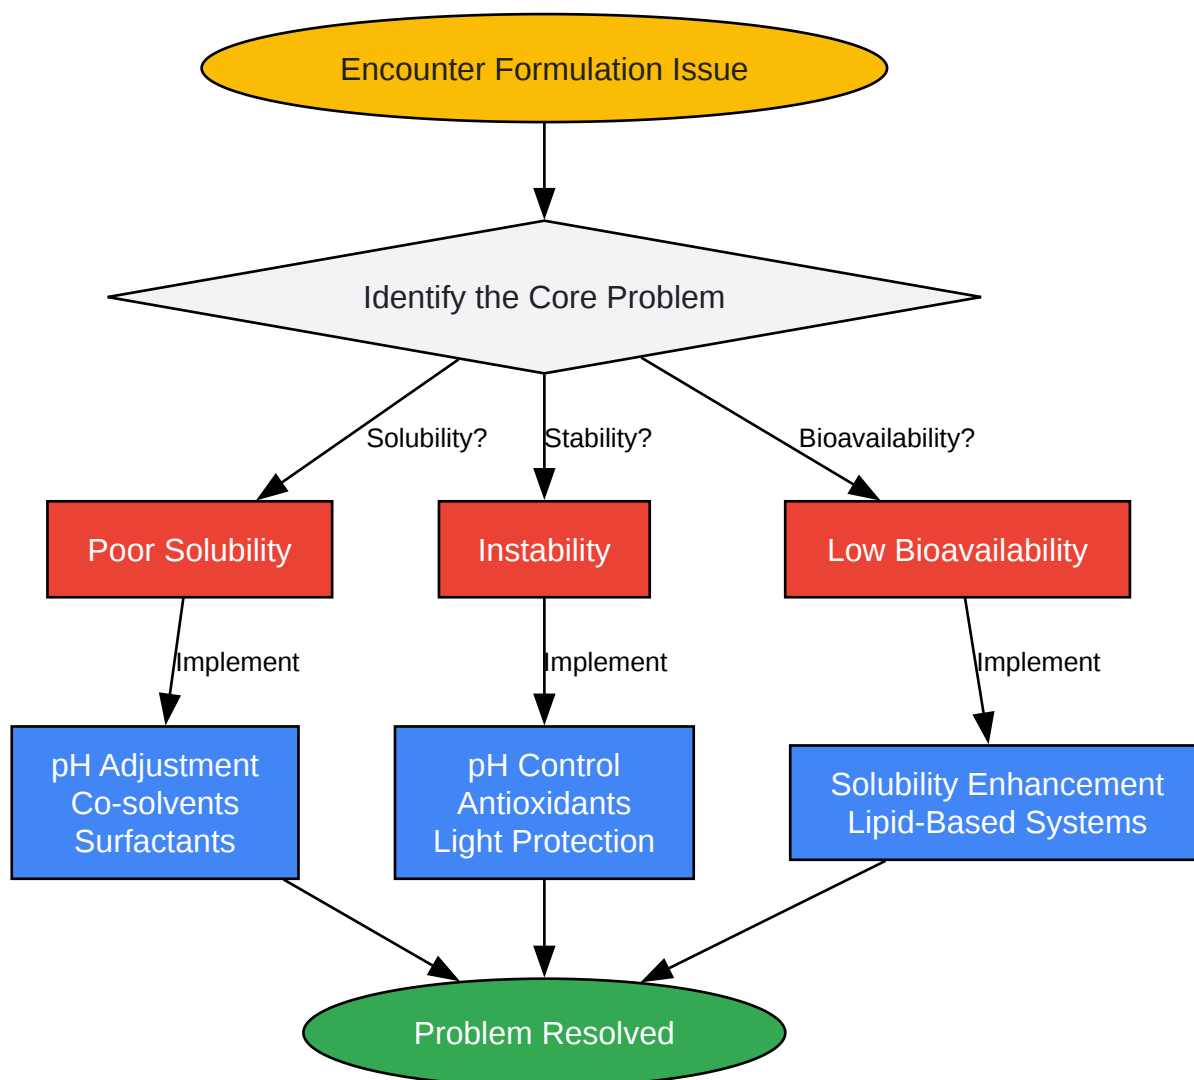 Encounter Formulation Issue
Identify the Core Problem
Solubility?
Stability?
Bioavailability?
Poor Solubility
Instability
Low Bioavailability
Implement
Implement
Implement
pH Adjustment
Co-solvents
Surfactants
pH Control
Antioxidants
Light Protection
Solubility Enhancement
Lipid-Based Systems
Problem Resolved